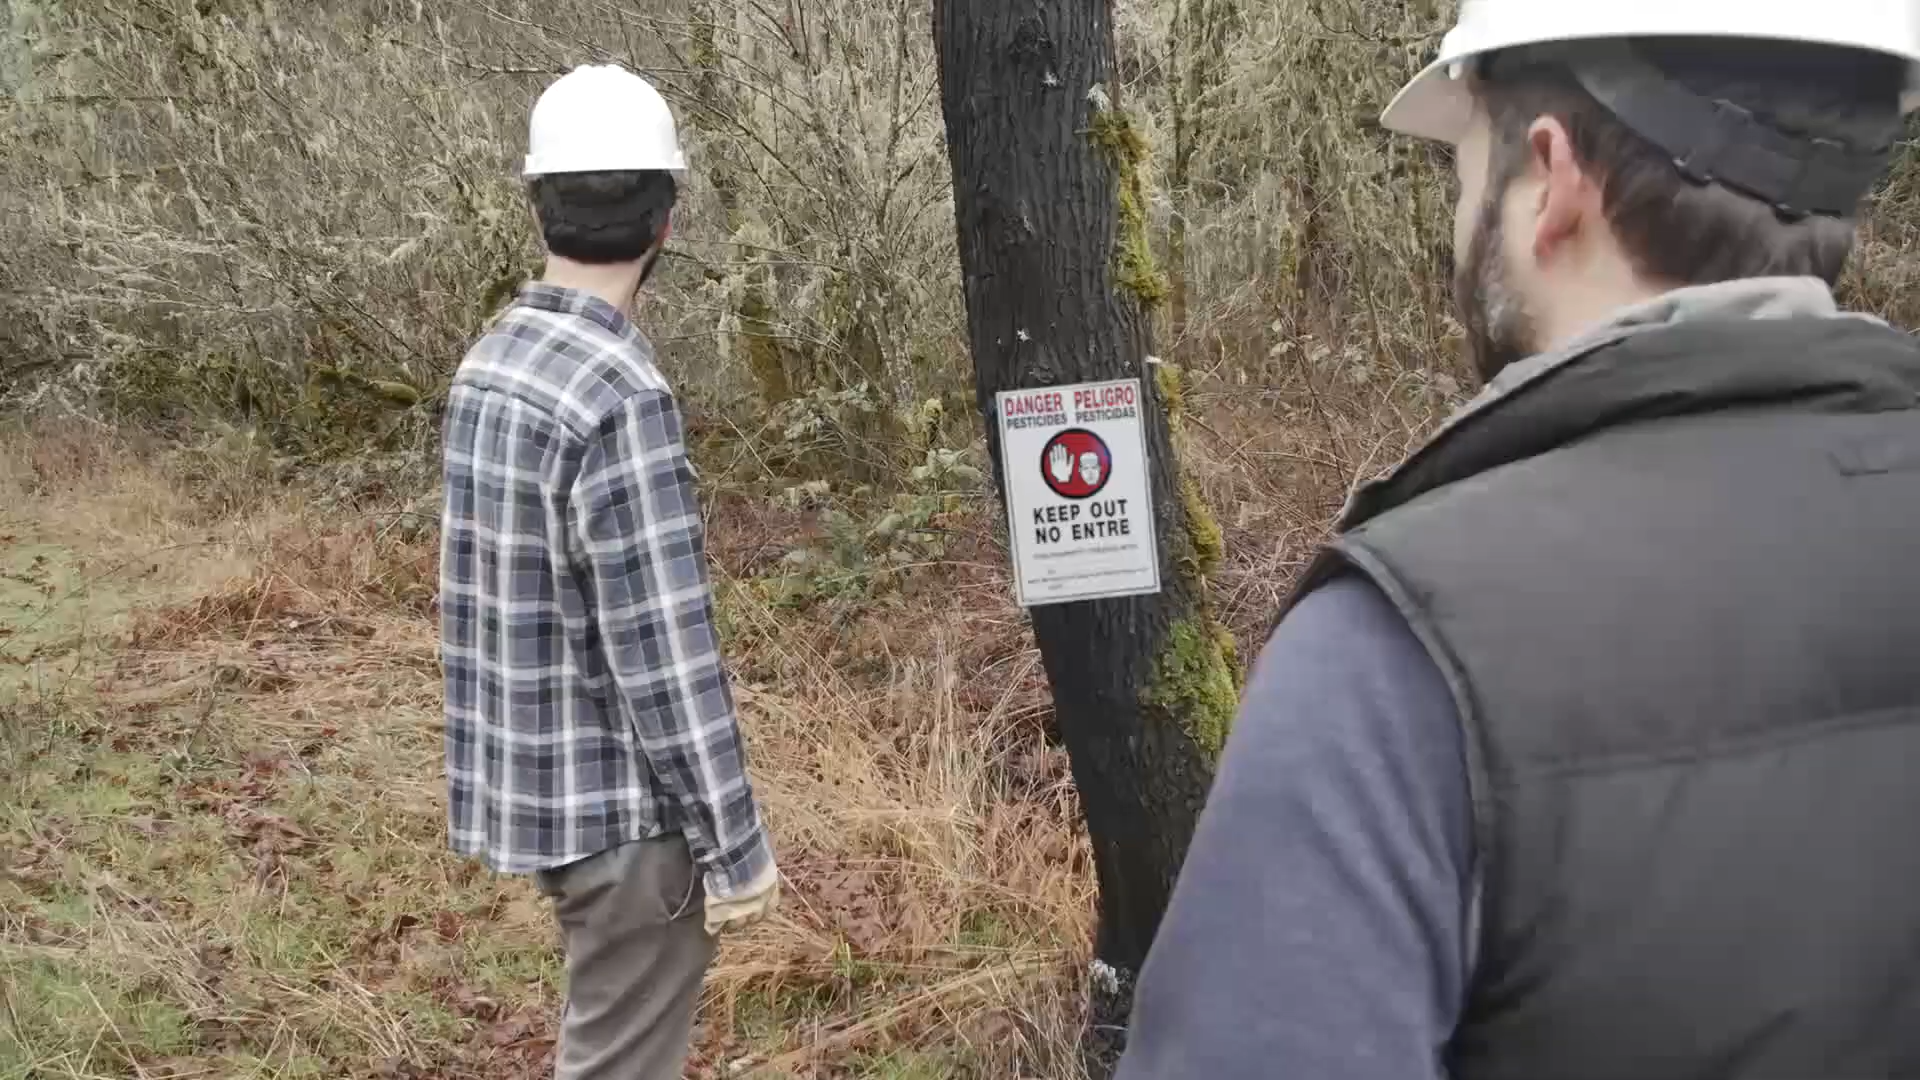 DANGER PELIGRO
PESTICIDES PESTICIDAS
KEEP OUT
NO ENTRE